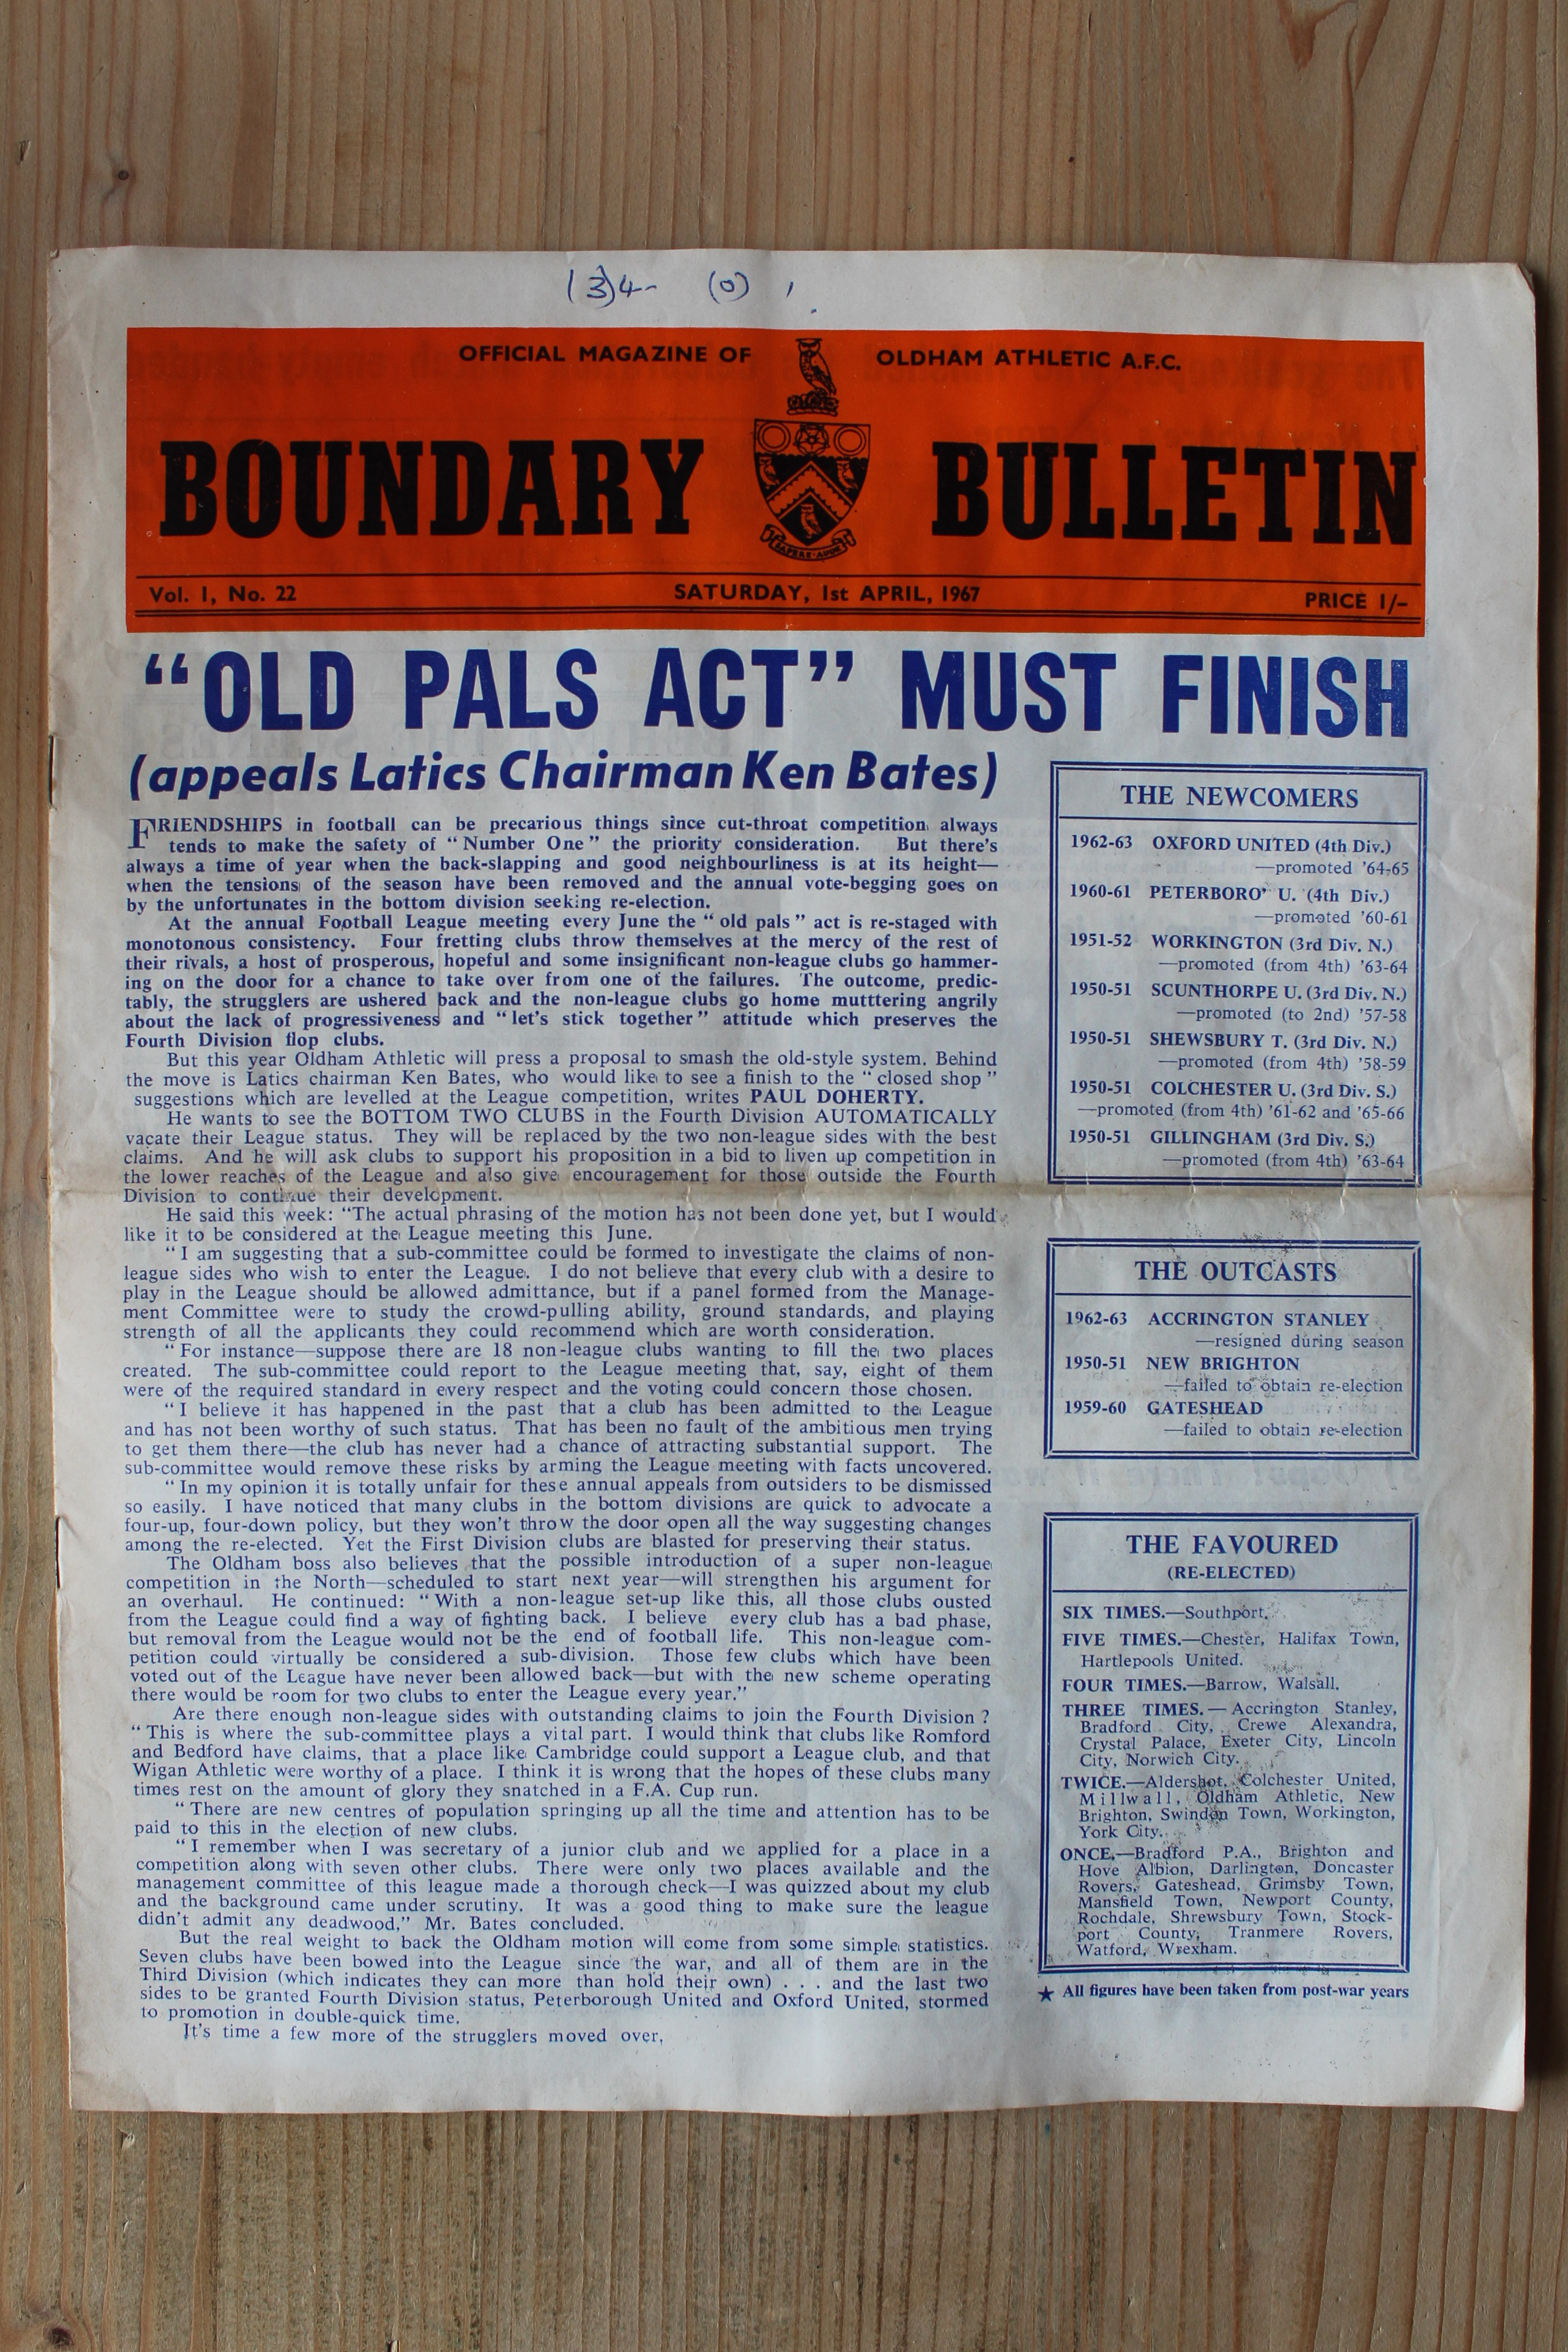 (3)4- (0) 1
OFFICIAL MAGAZINE OF OLDHAM ATHLETIC A.F.C.
BOUNDARY BULLETIN
SAPERE AUDE
Vol. 1, No. 22 SATURDAY, 1st APRIL, 1967 PRICE 1/-
“OLD PALS ACT” MUST FINISH
(appeals Latics Chairman Ken Bates)
FRIENDSHIPS in football can be precarious things since cut-throat competition always
tends to make the safety of “Number One” the priority consideration. But there's
always a time of year when the back-slapping and good neighbourliness is at its height—
when the tensions of the season have been removed and the annual vote-begging goes on
by the unfortunates in the bottom division seeking re-election.
At the annual Football League meeting every June the “old pals” act is re-staged with
monotonous consistency. Four fretting clubs throw themselves at the mercy of the rest of
their rivals, a host of prosperous, hopeful and some insignificant non-league clubs go hammer-
ing on the door for a chance to take over from one of the failures. The outcome, predic-
tably, the strugglers are ushered back and the non-league clubs go home mutttering angrily
about the lack of progressiveness and “let's stick together” attitude which preserves the
Fourth Division flop clubs.
But this year Oldham Athletic will press a proposal to smash the old-style system. Behind
the move is Latics chairman Ken Bates, who would like to see a finish to the “closed shop”
suggestions which are levelled at the League competition, writes PAUL DOHERTY.
He wants to see the BOTTOM TWO CLUBS in the Fourth Division AUTOMATICALLY
vacate their League status. They will be replaced by the two non-league sides with the best
claims. And he will ask clubs to support his proposition in a bid to liven up competition in
the lower reaches of the League and also give encouragement for those outside the Fourth
Division to continue their development.
He said this week: “The actual phrasing of the motion has not been done yet, but I would
like it to be considered at the League meeting this June.
“I am suggesting that a sub-committee could be formed to investigate the claims of non-
league sides who wish to enter the League. I do not believe that every club with a desire to
play in the League should be allowed admittance, but if a panel formed from the Manage-
ment Committee were to study the crowd-pulling ability, ground standards, and playing
strength of all the applicants they could recommend which are worth consideration.
“For instance—suppose there are 18 non-league clubs wanting to fill the two places
created. The sub-committee could report to the League meeting that, say, eight of them
were of the required standard in every respect and the voting could concern those chosen.
“I believe it has happened in the past that a club has been admitted to the League
and has not been worthy of such status. That has been no fault of the ambitious men trying
to get them there—the club has never had a chance of attracting substantial support. The
sub-committee would remove these risks by arming the League meeting with facts uncovered.
“In my opinion it is totally unfair for these annual appeals from outsiders to be dismissed
so easily. I have noticed that many clubs in the bottom divisions are quick to advocate a
four-up, four-down policy, but they won't throw the door open all the way suggesting changes
among the re-elected. Yet the First Division clubs are blasted for preserving their status.
The Oldham boss also believes that the possible introduction of a super non-league
competition in the North—scheduled to start next year—will strengthen his argument for
an overhaul. He continued: “With a non-league set-up like this, all those clubs ousted
from the League could find a way of fighting back. I believe every club has a bad phase,
but removal from the League would not be the end of football life. This non-league com-
petition could virtually be considered a sub-division. Those few clubs which have been
voted out of the League have never been allowed back—but with the new scheme operating
there would be room for two clubs to enter the League every year.”
Are there enough non-league sides with outstanding claims to join the Fourth Division ?
“This is where the sub-committee plays a vital part. I would think that clubs like Romford
and Bedford have claims, that a place like Cambridge could support a League club, and that
Wigan Athletic were worthy of a place. I think it is wrong that the hopes of these clubs many
times rest on the amount of glory they snatched in a F.A. Cup run.
“There are new centres of population springing up all the time and attention has to be
paid to this in the election of new clubs.
“I remember when I was secretary of a junior club and we applied for a place in a
competition along with seven other clubs. There were only two places available and the
management committee of this league made a thorough check—I was quizzed about my club
and the background came under scrutiny. It was a good thing to make sure the league
didn't admit any deadwood,” Mr. Bates concluded.
But the real weight to back the Oldham motion will come from some simple statistics.
Seven clubs have been bowed into the League since the war, and all of them are in the
Third Division (which indicates they can more than hold their own) . . . and the last two
sides to be granted Fourth Division status, Peterborough United and Oxford United, stormed
to promotion in double-quick time.
It's time a few more of the strugglers moved over,
THE NEWCOMERS
1962-63 OXFORD UNITED (4th Div.)
—promoted '64-65
1960-61 PETERBORO' U. (4th Div.)
—promoted '60-61
1951-52 WORKINGTON (3rd Div. N.)
—promoted (from 4th) '63-64
1950-51 SCUNTHORPE U. (3rd Div. N.)
—promoted (to 2nd) '57-58
1950-51 SHEWSBURY T. (3rd Div. N.)
—promoted (from 4th) '58-59
1950-51 COLCHESTER U. (3rd Div. S.)
—promoted (from 4th) '61-62 and '65-66
1950-51 GILLINGHAM (3rd Div. S.)
—promoted (from 4th) '63-64
THE OUTCASTS
1962-63 ACCRINGTON STANLEY
—resigned during season
1950-51 NEW BRIGHTON
—failed to obtain re-election
1959-60 GATESHEAD
—failed to obtain re-election
THE FAVOURED
(RE-ELECTED)
SIX TIMES.—Southport.
FIVE TIMES.—Chester, Halifax Town,
Hartlepools United.
FOUR TIMES.—Barrow, Walsall.
THREE TIMES.—Accrington Stanley,
Bradford City, Crewe Alexandra,
Crystal Palace, Exeter City, Lincoln
City, Norwich City.
TWICE.—Aldershot, Colchester United,
Millwall, Oldham Athletic, New
Brighton, Swindon Town, Workington,
York City.
ONCE.—Bradford P.A., Brighton and
Hove Albion, Darlington, Doncaster
Rovers, Gateshead, Grimsby Town,
Mansfield Town, Newport County,
Rochdale, Shrewsbury Town, Stock-
port County, Tranmere Rovers,
Watford, Wrexham.
★ All figures have been taken from post-war years